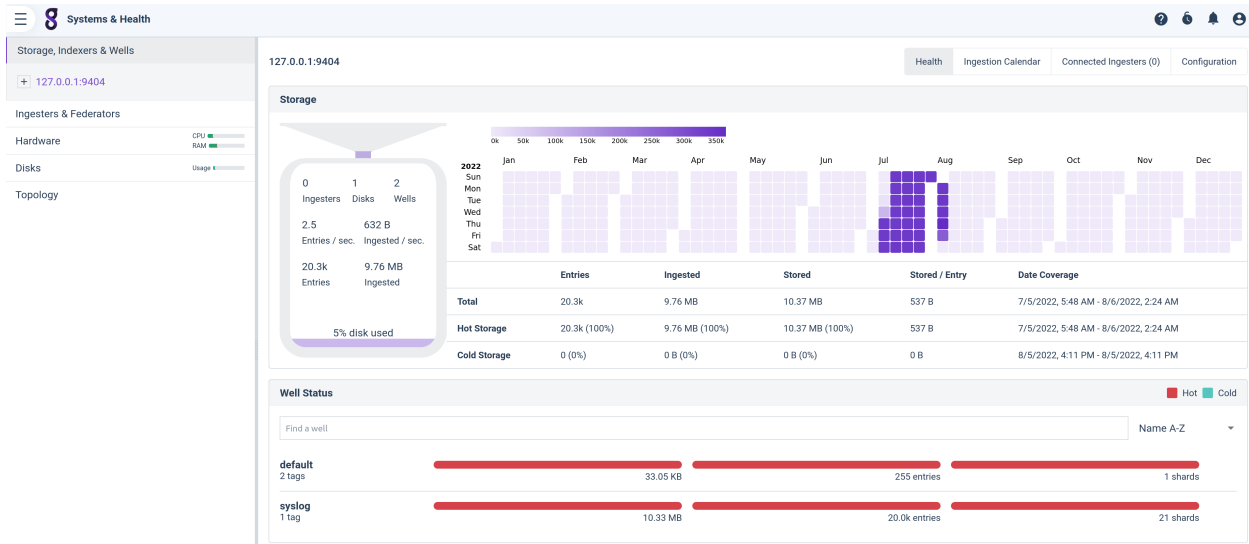 Systems & Health
Storage, Indexers & Wells
+ 127.0.0.1:9404
Ingesters & Federators
Hardware CPU
RAM
Disks Usage
Topology
127.0.0.1:9404 Health Ingestion Calendar Connected Ingesters (0) Configuration
Storage
0 1 2
Ingesters Disks Wells
2.5 632 B
Entries / sec. Ingested / sec.
20.3k 9.76 MB
Entries Ingested
5% disk used
0k 50k 100k 150k 200k 250k 300k 350k
2022 Jan Feb Mar Apr May Jun Jul Aug Sep Oct Nov Dec
Sun
Mon
Tue
Wed
Thu
Fri
Sat
Entries Ingested Stored Stored / Entry Date Coverage
Total 20.3k 9.76 MB 10.37 MB 537 B 7/5/2022, 5:48 AM - 8/6/2022, 2:24 AM
Hot Storage 20.3k (100%) 9.76 MB (100%) 10.37 MB (100%) 537 B 7/5/2022, 5:48 AM - 8/6/2022, 2:24 AM
Cold Storage 0 (0%) 0 B (0%) 0 B (0%) 0 B 8/5/2022, 4:11 PM - 8/5/2022, 4:11 PM
Well Status Hot Cold
Find a well Name A-Z
default
2 tags 33.05 KB 255 entries 1 shards
syslog
1 tag 10.33 MB 20.0k entries 21 shards